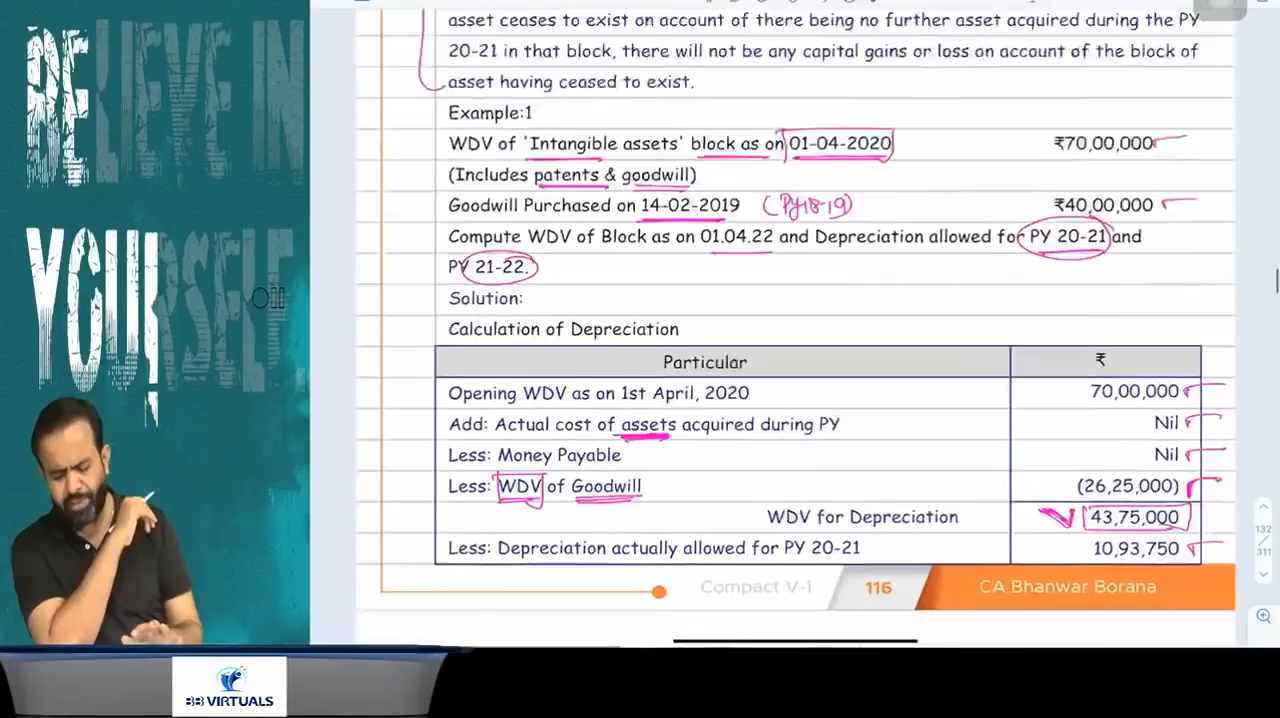 BELIEVE IN
YOURSELF
asset ceases to exist on account of there being no further asset acquired during the PY
20-21 in that block, there will not be any capital gains or loss on account of the block of
asset having ceased to exist.
Example:1
WDV of 'Intangible assets' block as on 01-04-2020 ₹70,00,000
(Includes patents & goodwill)
Goodwill Purchased on 14-02-2019 (PY18-19) ₹40,00,000
Compute WDV of Block as on 01.04.22 and Depreciation allowed for PY 20-21 and
PY 21-22.
Solution:
Calculation of Depreciation
Particular ₹
Opening WDV as on 1st April, 2020 70,00,000
Add: Actual cost of assets acquired during PY Nil
Less: Money Payable Nil
Less: WDV of Goodwill (26,25,000)
WDV for Depreciation 43,75,000
Less: Depreciation actually allowed for PY 20-21 10,93,750
Compact V-1 116 CA Bhanwar Borana
132
311
BB VIRTUALS